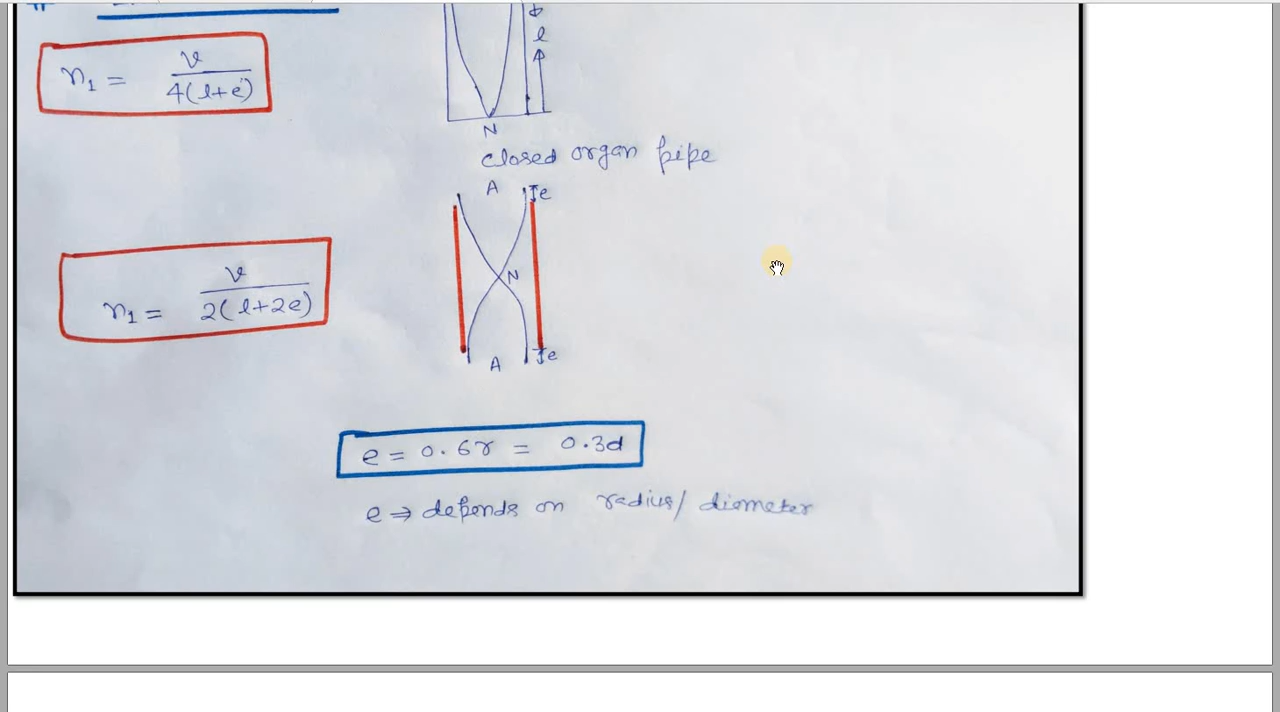 n₁ = v / 4(l+e)
l
N
closed organ pipe
A
e
N
n₁ = v / 2(l+2e)
A
e
e = 0.6r = 0.3d
e ⇒ depends on radius/ diameter